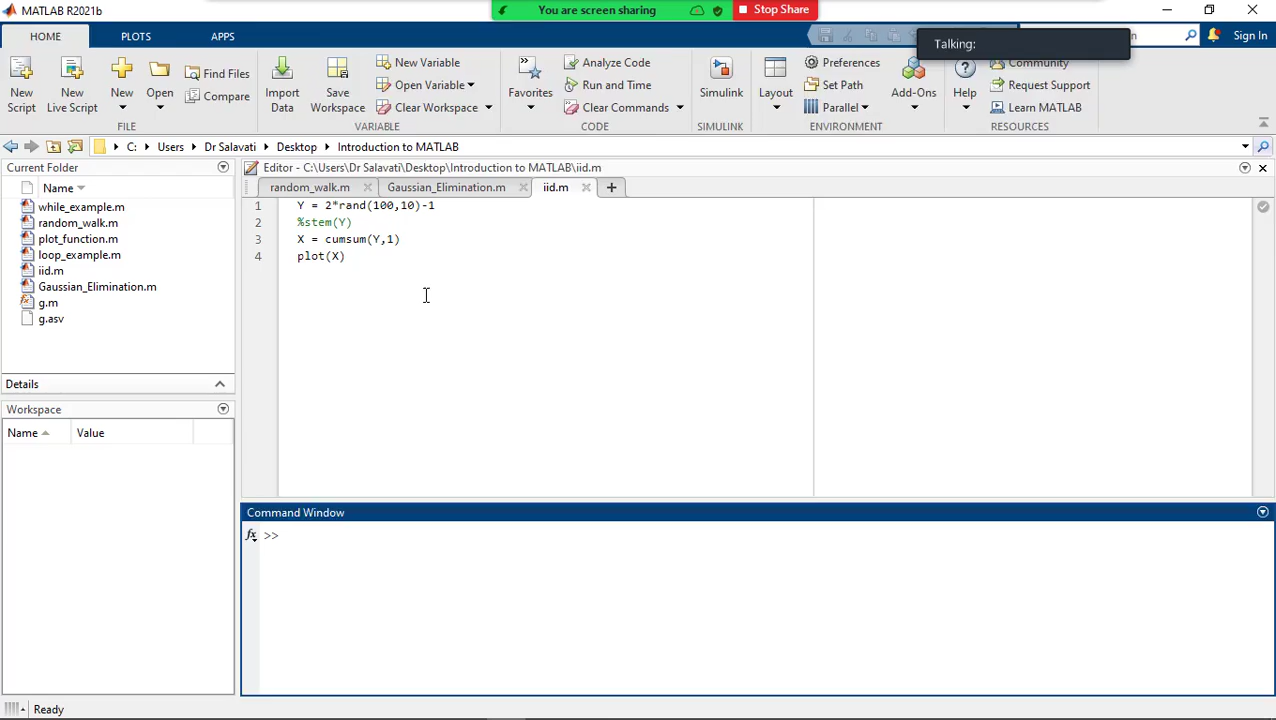 MATLAB R2021b
You are screen sharing
Stop Share
HOME
PLOTS
APPS
Talking:
Sign In
New Script
New Live Script
New
Open
Find Files
Compare
Import Data
Save Workspace
New Variable
Open Variable
Clear Workspace
Favorites
Analyze Code
Run and Time
Clear Commands
Simulink
Layout
Preferences
Set Path
Parallel
Add-Ons
Help
Community
Request Support
Learn MATLAB
FILE
VARIABLE
CODE
SIMULINK
ENVIRONMENT
RESOURCES
C: Users Dr Salavati Desktop Introduction to MATLAB
Current Folder
Name
while_example.m
random_walk.m
plot_function.m
loop_example.m
iid.m
Gaussian_Elimination.m
g.m
g.asv
Details
Workspace
Name Value
Editor - C:\Users\Dr Salavati\Desktop\Introduction to MATLAB\iid.m
random_walk.m
Gaussian_Elimination.m
iid.m
1 Y = 2*rand(100,10)-1
2 %stem(Y)
3 X = cumsum(Y,1)
4 plot(X)
Command Window
fx >>
Ready